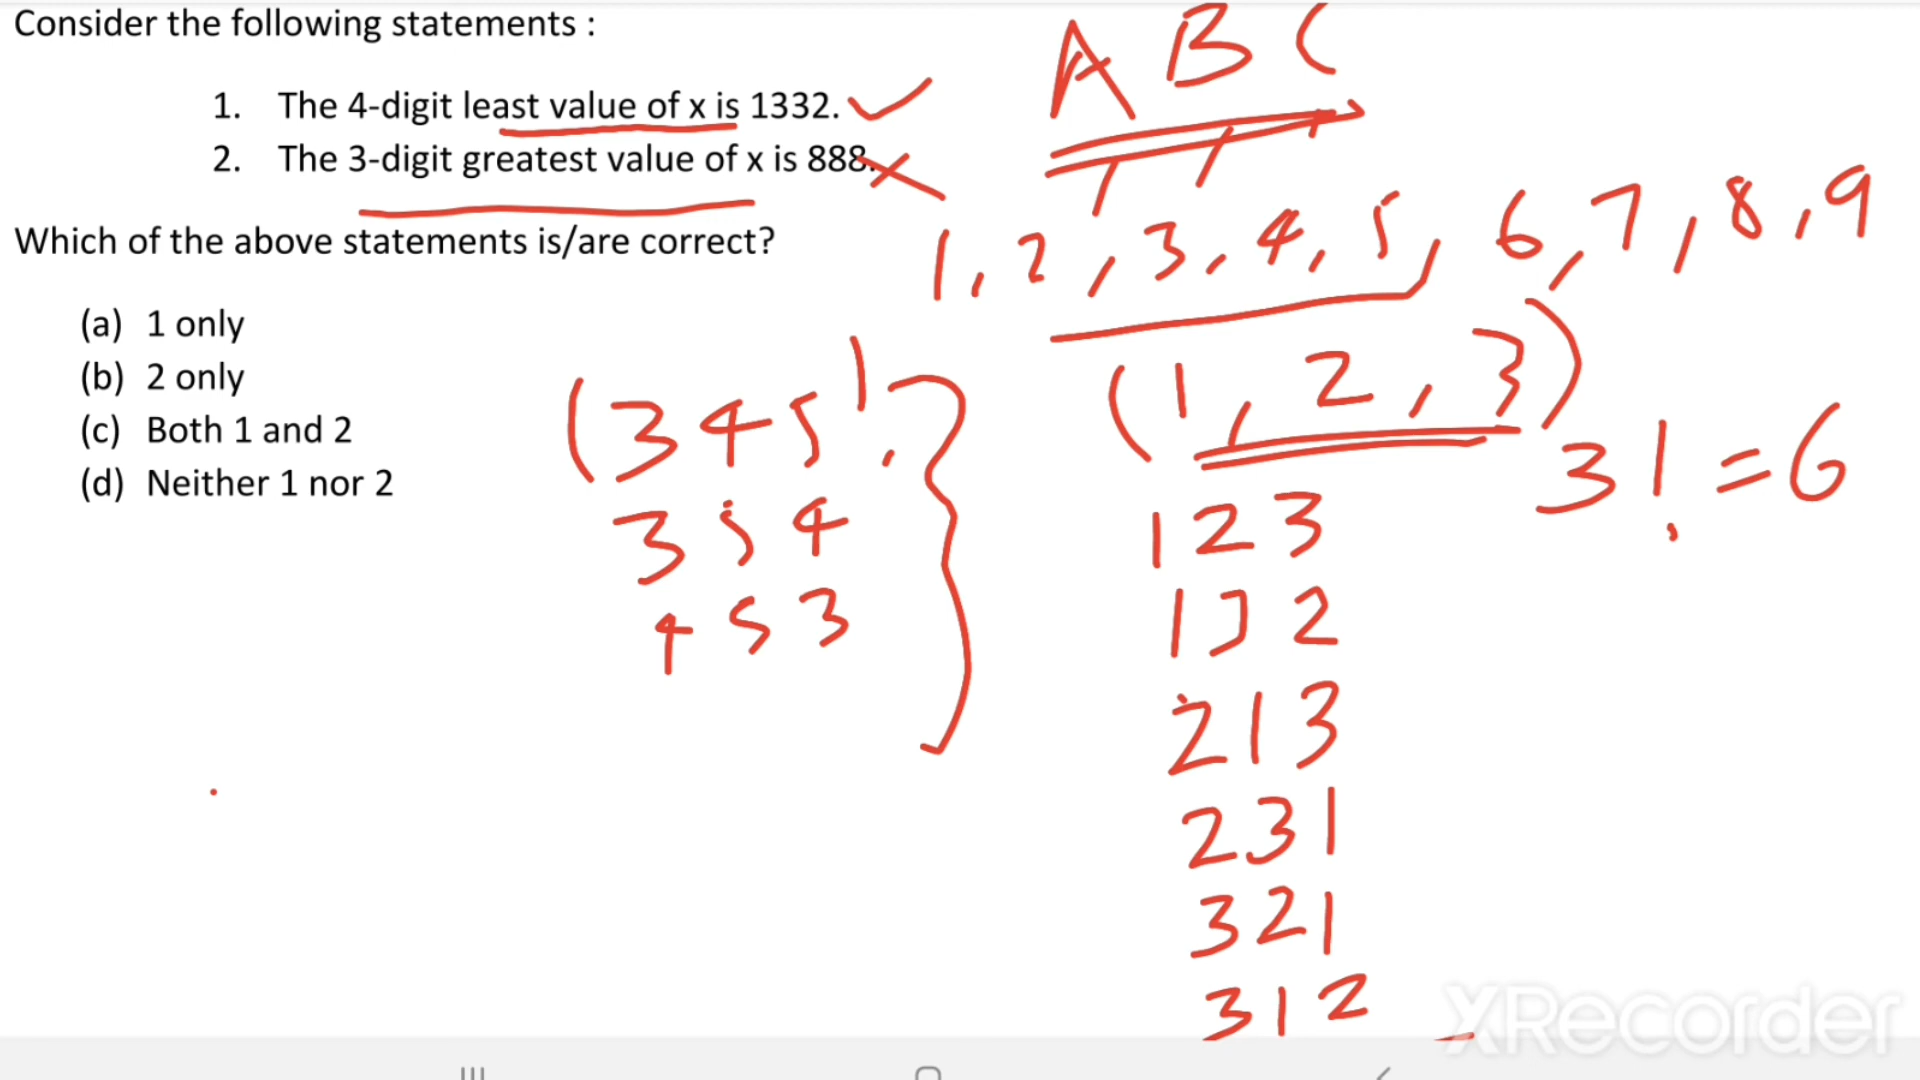 Consider the following statements :
1. The 4-digit least value of x is 1332.
2. The 3-digit greatest value of x is 888.
Which of the above statements is/are correct?
(a) 1 only
(b) 2 only
(c) Both 1 and 2
(d) Neither 1 nor 2
A B C
1, 2, 3, 4, 5, 6, 7, 8, 9
(1, 2, 3)
3! = 6
(345
354
453
123
132
213
231
321
312
XRecorder